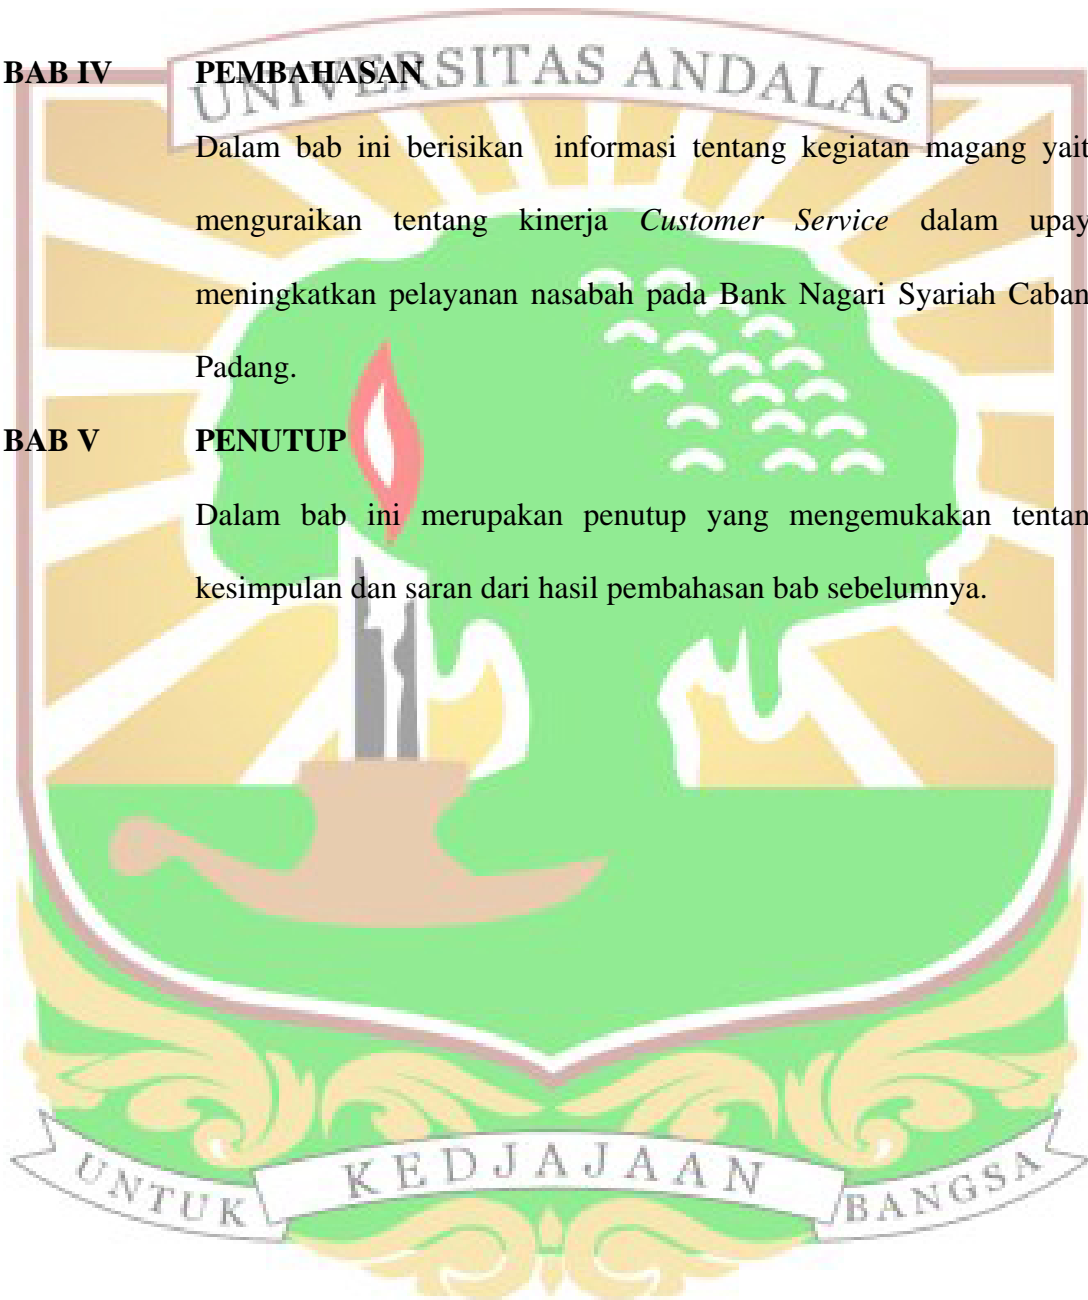 UNIVERSITAS ANDALAS
BAB IV PEMBAHASAN
Dalam bab ini berisikan informasi tentang kegiatan magang yait
menguraikan tentang kinerja Customer Service dalam upay
meningkatkan pelayanan nasabah pada Bank Nagari Syariah Caban
Padang.
BAB V PENUTUP
Dalam bab ini merupakan penutup yang mengemukakan tentan
kesimpulan dan saran dari hasil pembahasan bab sebelumnya.
UNTUK KEDJAJAAN BANGSA